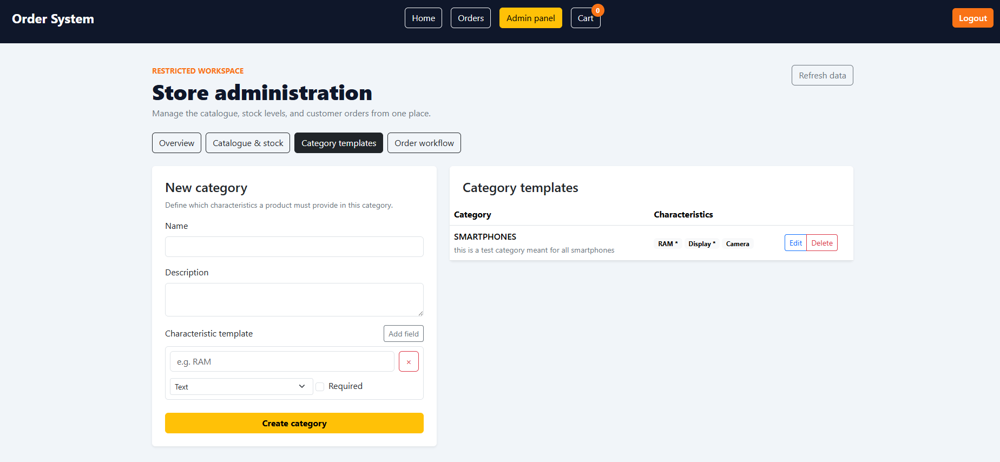 Order System
Home
Orders
Admin panel
Cart
0
Logout
RESTRICTED WORKSPACE
Store administration
Manage the catalogue, stock levels, and customer orders from one place.
Refresh data
Overview
Catalogue & stock
Category templates
Order workflow
New category
Define which characteristics a product must provide in this category.
Name
Description
Characteristic template
Add field
e.g. RAM
×
Text
Required
Create category
Category templates
Category
Characteristics
SMARTPHONES
this is a test category meant for all smartphones
RAM *
Display *
Camera
Edit
Delete